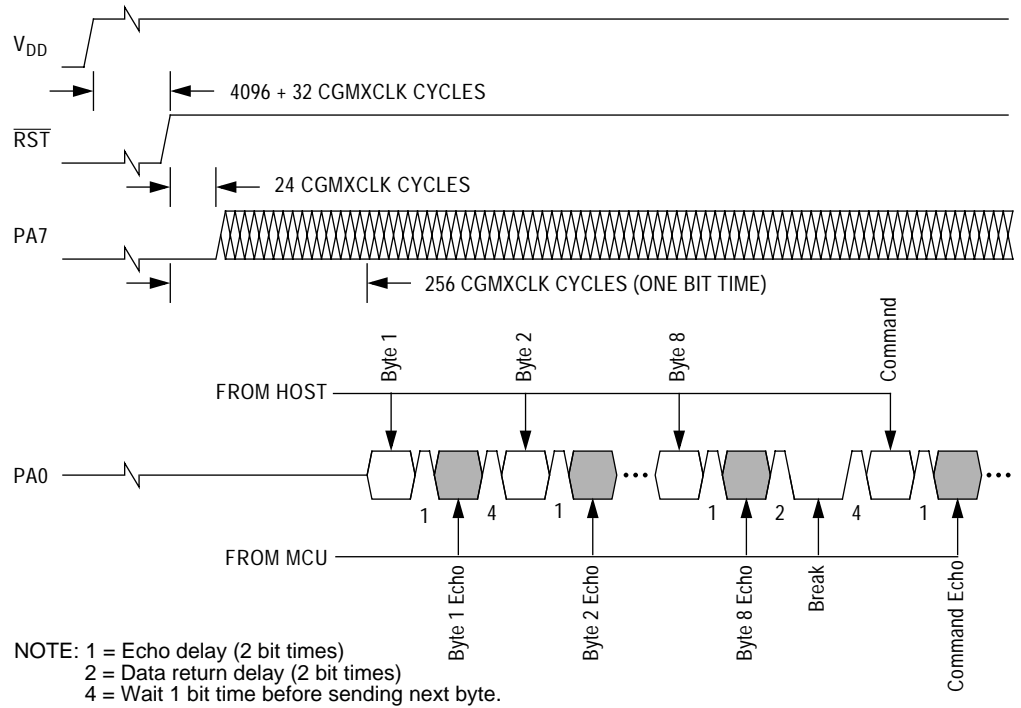 VDD
4096 + 32 CGMXCLK CYCLES
RST
24 CGMXCLK CYCLES
PA7
256 CGMXCLK CYCLES (ONE BIT TIME)
Byte 1
Byte 2
Byte 8
Command
FROM HOST
PA0
1
4
1
1
2
4
1
FROM MCU
Byte 1 Echo
Byte 2 Echo
Byte 8 Echo
Break
Command Echo
NOTE: 1 = Echo delay (2 bit times)
2 = Data return delay (2 bit times)
4 = Wait 1 bit time before sending next byte.